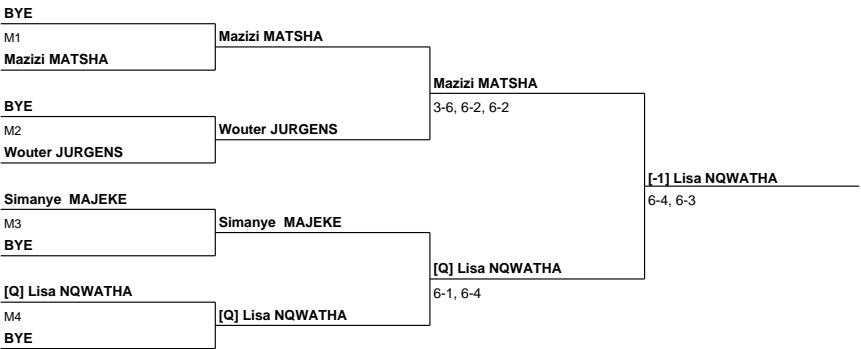 BYE
M1
Mazizi MATSHA
Mazizi MATSHA
Mazizi MATSHA
3-6, 6-2, 6-2
BYE
M2
Wouter JURGENS
Wouter JURGENS
[-1] Lisa NQWATHA
6-4, 6-3
Simanye  MAJEKE
M3
Simanye  MAJEKE
BYE
[Q] Lisa NQWATHA
6-1, 6-4
[Q] Lisa NQWATHA
M4
[Q] Lisa NQWATHA
BYE